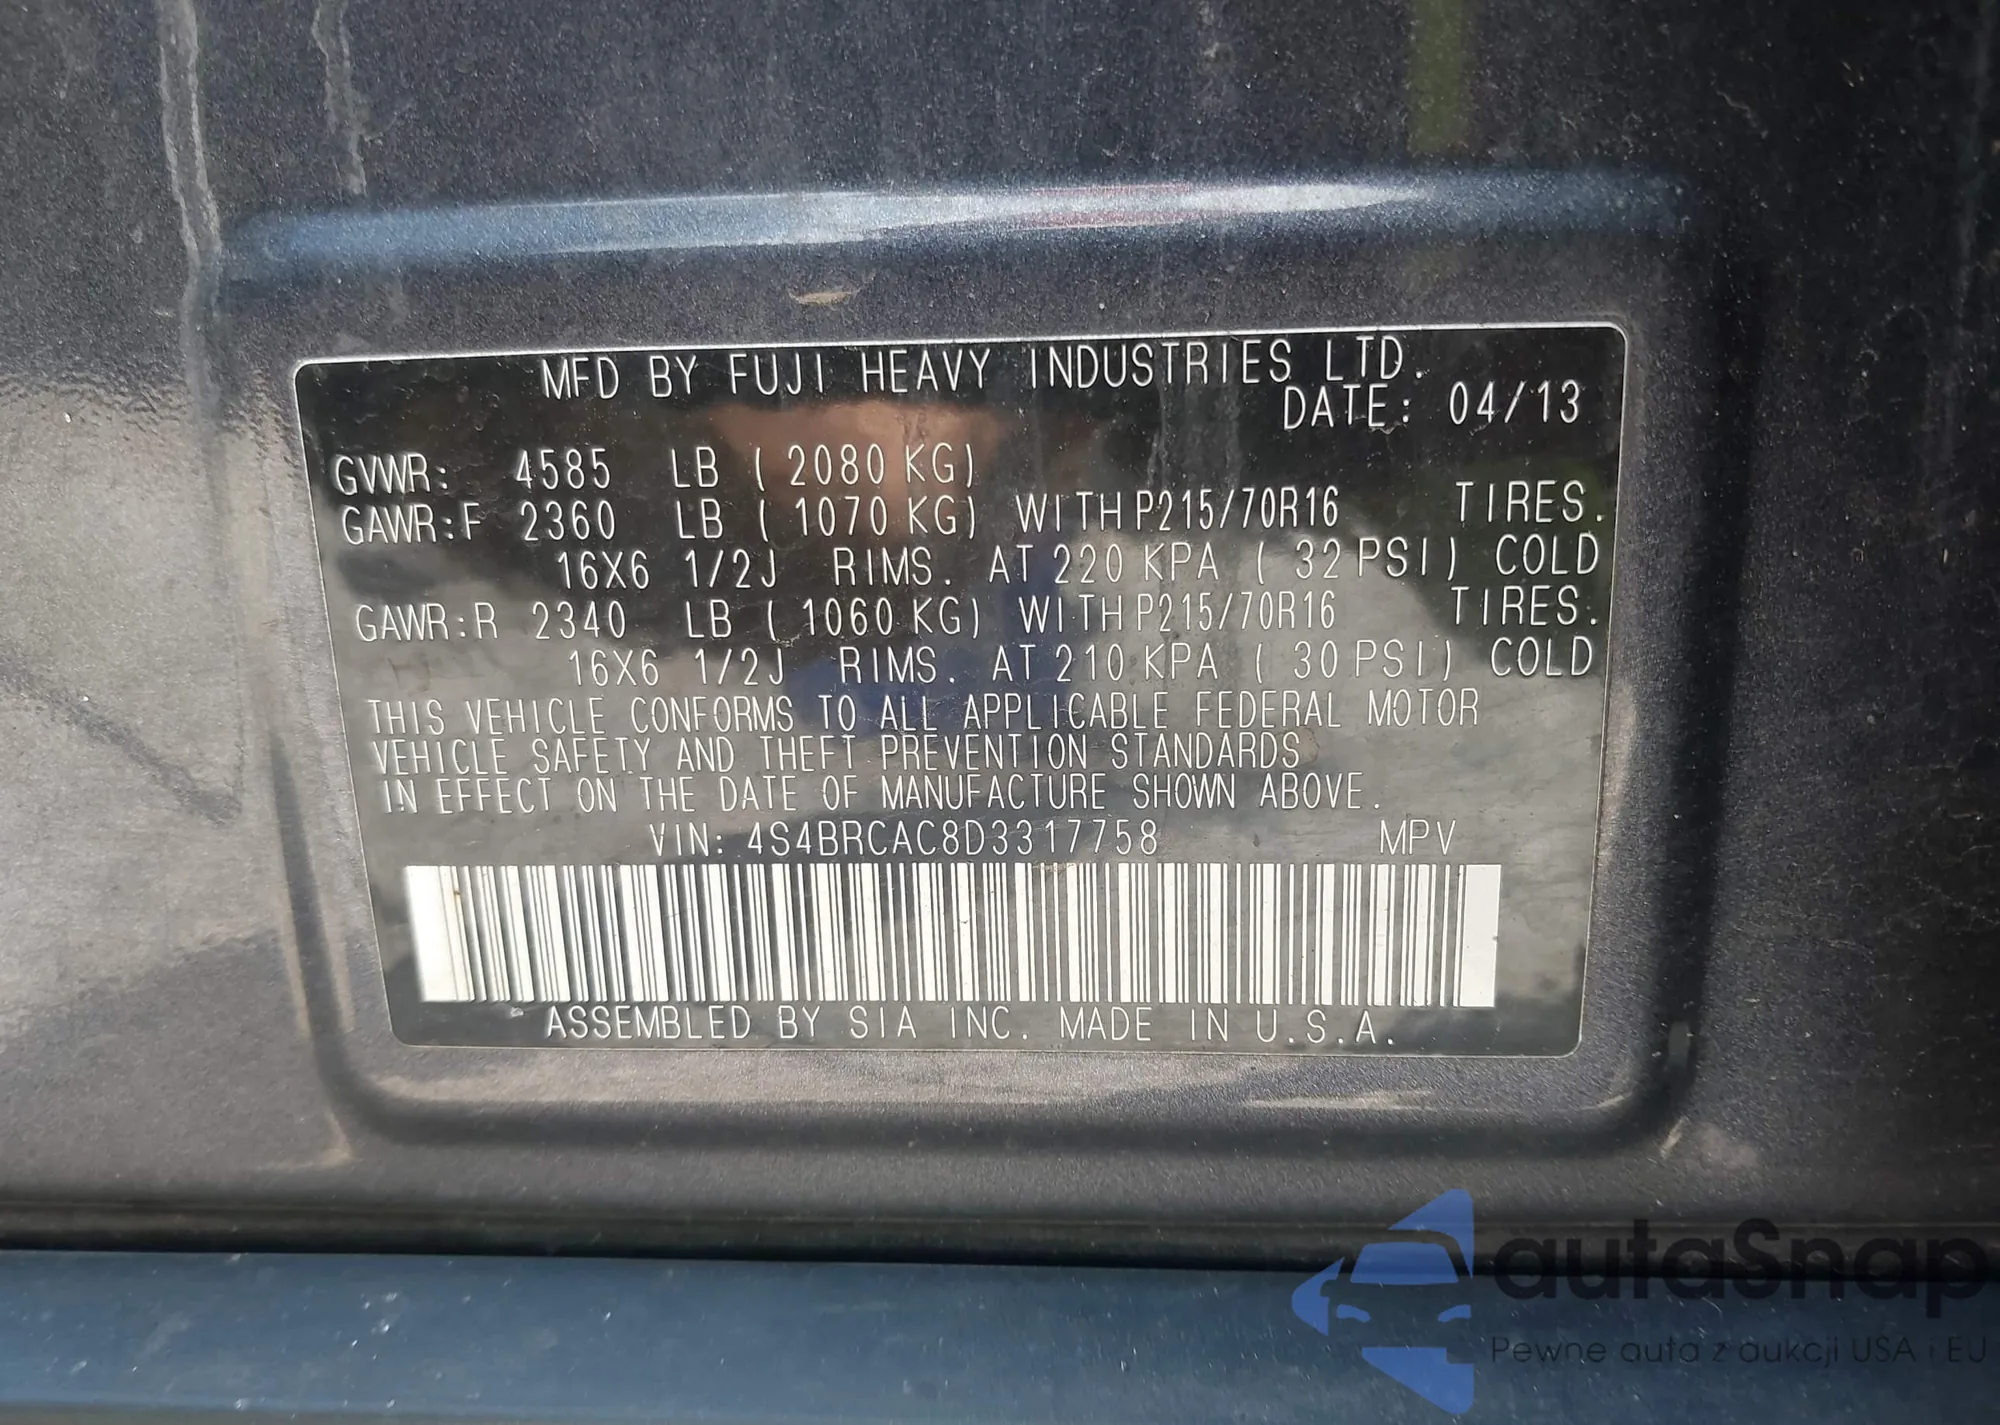 MFD BY FUJI HEAVY INDUSTRIES LTD.
DATE: 04/13
GVWR: 4585 LB ( 2080 KG)
GAWR:F 2360 LB ( 1070 KG) WITH P215/70R16 TIRES.
16X6 1/2J RIMS. AT 220 KPA ( 32 PSI) COLD
GAWR:R 2340 LB ( 1060 KG) WITH P215/70R16 TIRES.
16X6 1/2J RIMS. AT 210 KPA ( 30 PSI) COLD
THIS VEHICLE CONFORMS TO ALL APPLICABLE FEDERAL MOTOR
VEHICLE SAFETY AND THEFT PREVENTION STANDARDS
IN EFFECT ON THE DATE OF MANUFACTURE SHOWN ABOVE.
VIN: 4S4BRCAC8D3317758 MPV
ASSEMBLED BY SIA INC. MADE IN U.S.A.
autaSnap
Pewne auta z aukcji USA i EU